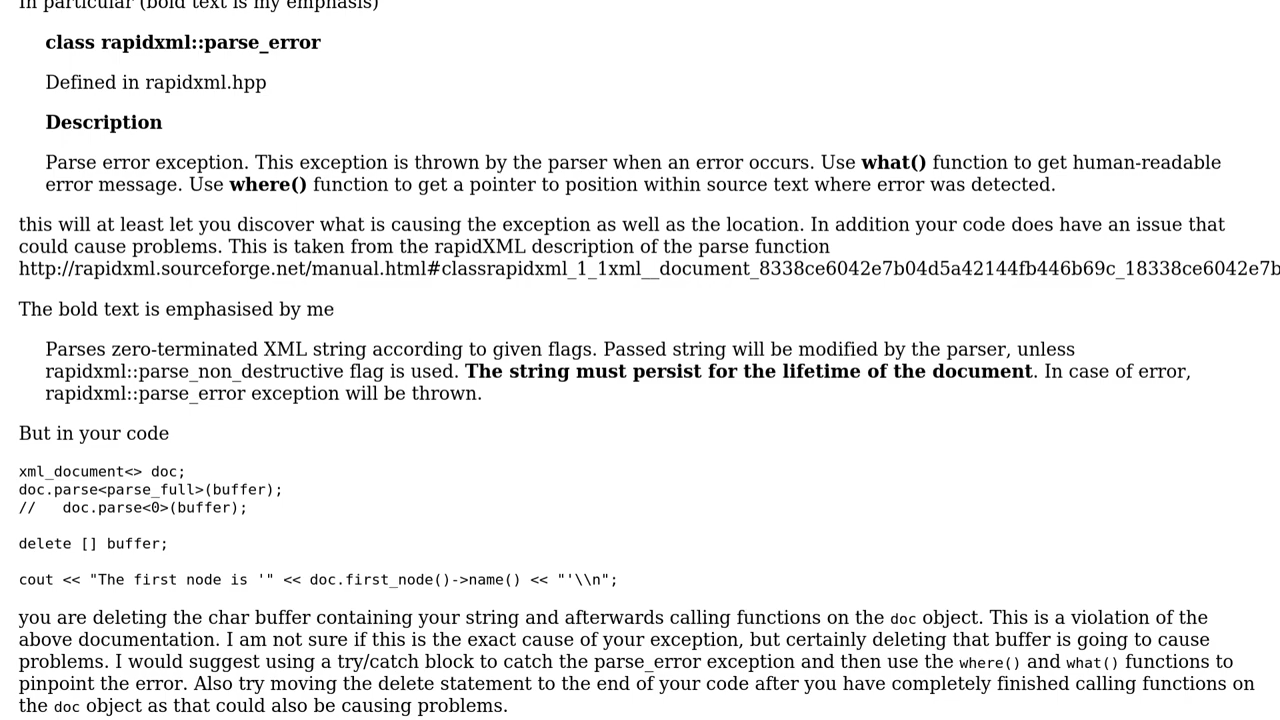 In particular (bold text is my emphasis)
class rapidxml::parse_error
Defined in rapidxml.hpp
Description
Parse error exception. This exception is thrown by the parser when an error occurs. Use what() function to get human-readable
error message. Use where() function to get a pointer to position within source text where error was detected.
this will at least let you discover what is causing the exception as well as the location. In addition your code does have an issue that
could cause problems. This is taken from the rapidXML description of the parse function
http://rapidxml.sourceforge.net/manual.html#classrapidxml_1_1xml__document_8338ce6042e7b04d5a42144fb446b69c_18338ce6042e7b
The bold text is emphasised by me
Parses zero-terminated XML string according to given flags. Passed string will be modified by the parser, unless
rapidxml::parse_non_destructive flag is used. The string must persist for the lifetime of the document. In case of error,
rapidxml::parse_error exception will be thrown.
But in your code
xml_document<> doc;
doc.parse<parse_full>(buffer);
//   doc.parse<0>(buffer);
delete [] buffer;
cout << "The first node is '" << doc.first_node()->name() << "'\\n";
you are deleting the char buffer containing your string and afterwards calling functions on the doc object. This is a violation of the
above documentation. I am not sure if this is the exact cause of your exception, but certainly deleting that buffer is going to cause
problems. I would suggest using a try/catch block to catch the parse_error exception and then use the where() and what() functions to
pinpoint the error. Also try moving the delete statement to the end of your code after you have completely finished calling functions on
the doc object as that could also be causing problems.